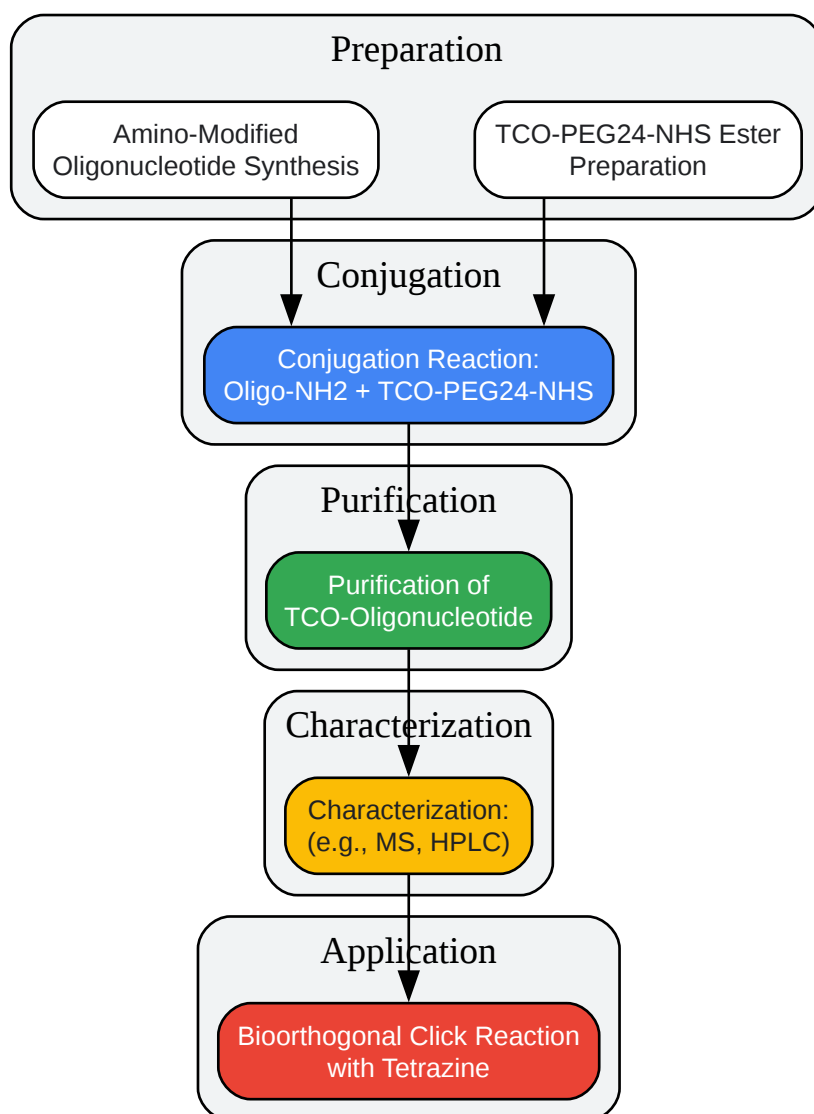 Preparation
Amino-Modified
Oligonucleotide Synthesis
TCO-PEG24-NHS Ester
Preparation
Conjugation
Conjugation Reaction:
Oligo-NH2 + TCO-PEG24-NHS
Purification
Purification of
TCO-Oligonucleotide
Characterization
Characterization:
(e.g., MS, HPLC)
Application
Bioorthogonal Click Reaction
with Tetrazine